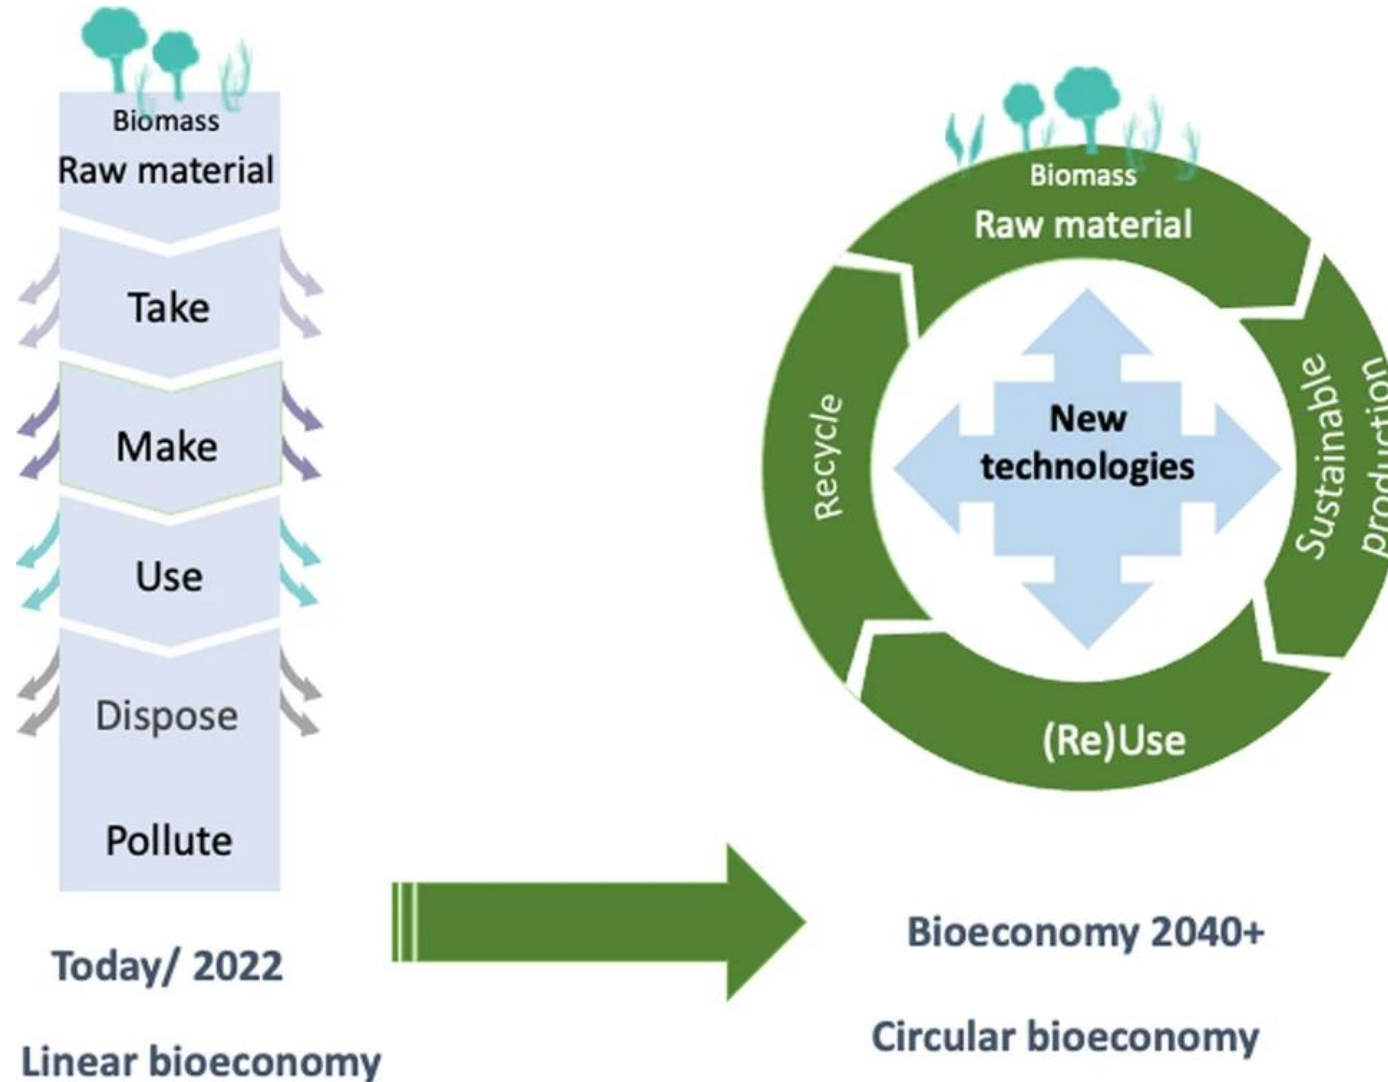 Biomass
Raw material
Take
Make
Use
Dispose
Pollute
Today/ 2022
Linear bioeconomy
Biomass
Raw material
Sustainable
production
(Re)Use
Recycle
New
technologies
Bioeconomy 2040+
Circular bioeconomy